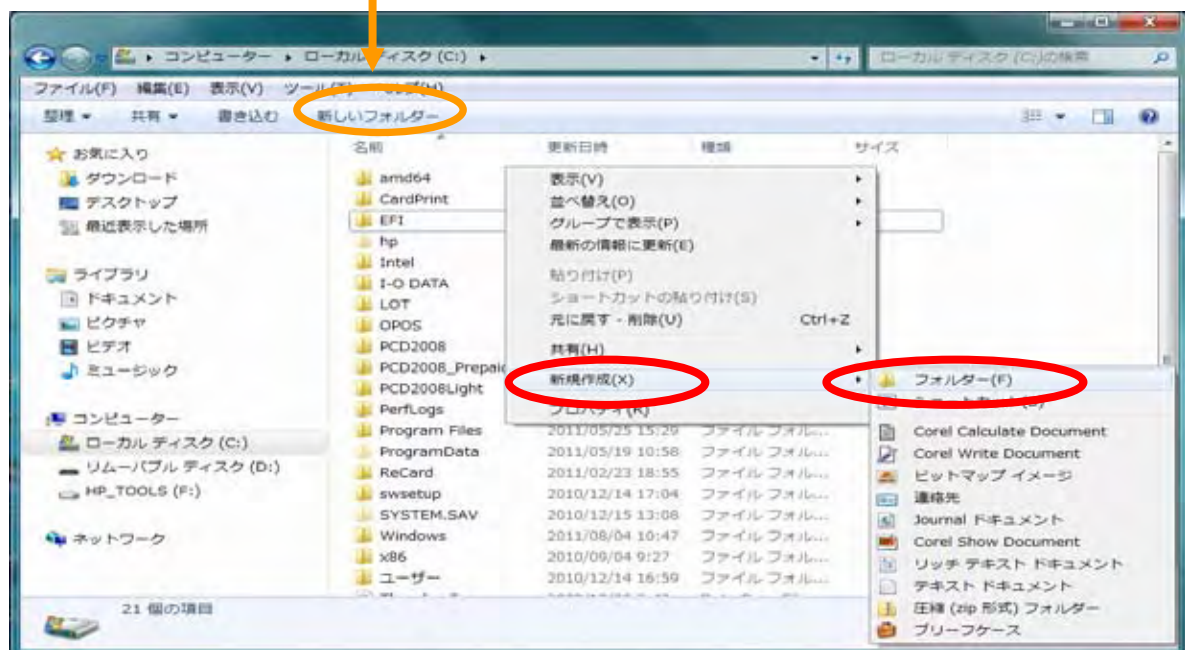 コンピューター ▸ ローカル ディスク (C:) ▸
ローカル ディスク (C:)の検索
ファイル(F) 編集(E) 表示(V) ツール(T) ヘルプ(H)
整理 共有 書き込む 新しいフォルダー
名前 更新日時 種類 サイズ
お気に入り
ダウンロード
デスクトップ
最近表示した場所
ライブラリ
ドキュメント
ピクチャ
ビデオ
ミュージック
コンピューター
ローカル ディスク (C:)
リムーバブル ディスク (D:)
HP_TOOLS (F:)
ネットワーク
amd64
CardPrint
EFI
hp
Intel
I-O DATA
LOT
OPOS
PCD2008
PCD2008_Prepaid
PCD2008Light
PerfLogs
Program Files 2011/05/25 15:29 ファイル フォル...
ProgramData 2011/05/19 10:58 ファイル フォル...
ReCard 2011/02/23 18:55 ファイル フォル...
swsetup 2010/12/14 17:04 ファイル フォル...
SYSTEM.SAV 2010/12/15 13:08 ファイル フォル...
Windows 2011/08/04 10:47 ファイル フォル...
x86 2010/09/04 9:27 ファイル フォル...
ユーザー 2010/12/14 16:59 ファイル フォル...
表示(V)
並べ替え(O)
グループで表示(P)
最新の情報に更新(E)
貼り付け(P)
ショートカットの貼り付け(S)
元に戻す - 削除(U) Ctrl+Z
共有(H)
新規作成(X)
プロパティ(R)
フォルダー(F)
ショートカット(S)
Corel Calculate Document
Corel Write Document
ビットマップ イメージ
連絡先
Journal ドキュメント
Corel Show Document
リッチ テキスト ドキュメント
テキスト ドキュメント
圧縮 (zip 形式) フォルダー
ブリーフケース
21 個の項目